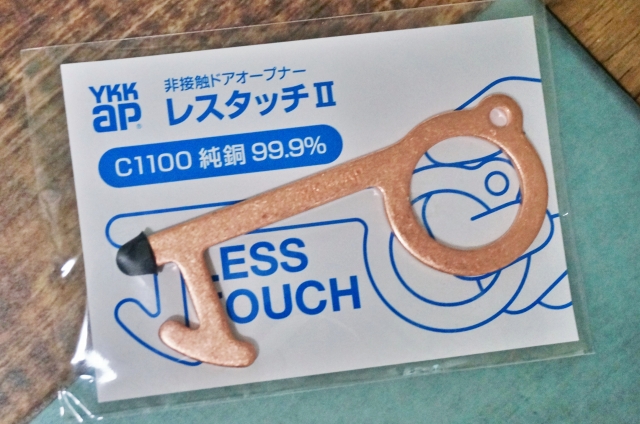 YKK
ap®
非接触ドアオープナー
レスタッチⅡ
C1100 純銅 99.9%
LESS
TOUCH